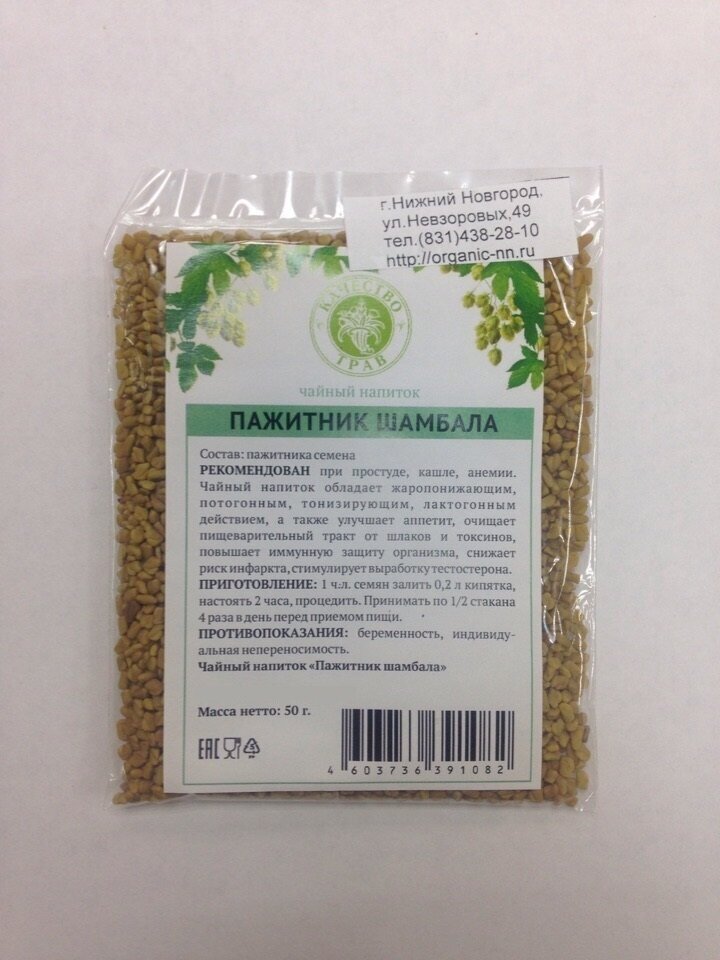 г.Нижний Новгород,
ул.Невзоровых,49
тел.(831)438-28-10
http://organic-nn.ru
КАЧЕСТВО
ТРАВ
чайный напиток
ПАЖИТНИК ШАМБАЛА
Состав: пажитника семена
РЕКОМЕНДОВАН при простуде, кашле, анемии.
Чайный напиток обладает жаропонижающим,
потогонным, тонизирующим, лактогонным
действием, а также улучшает аппетит, очищает
пищеварительный тракт от шлаков и токсинов,
повышает иммунную защиту организма, снижает
риск инфаркта, стимулирует выработку тестостерона.
ПРИГОТОВЛЕНИЕ: 1 ч.л. семян залить 0,2 л кипятка,
настоять 2 часа, процедить. Принимать по 1/2 стакана
4 раза в день перед приемом пищи.
ПРОТИВОПОКАЗАНИЯ: беременность, индивиду-
альная непереносимость.
Чайный напиток «Пажитник шамбала»
Масса нетто: 50 г.
EAC
4 603736 391082